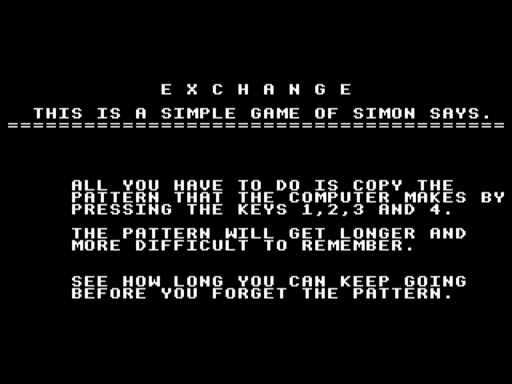 E X C H A N G E
THIS IS A SIMPLE GAME OF SIMON SAYS.
=======================================
ALL YOU HAVE TO DO IS COPY THE
PATTERN THAT THE COMPUTER MAKES BY
PRESSING THE KEYS 1,2,3 AND 4.
THE PATTERN WILL GET LONGER AND
MORE DIFFICULT TO REMEMBER.
SEE HOW LONG YOU CAN KEEP GOING
BEFORE YOU FORGET THE PATTERN.